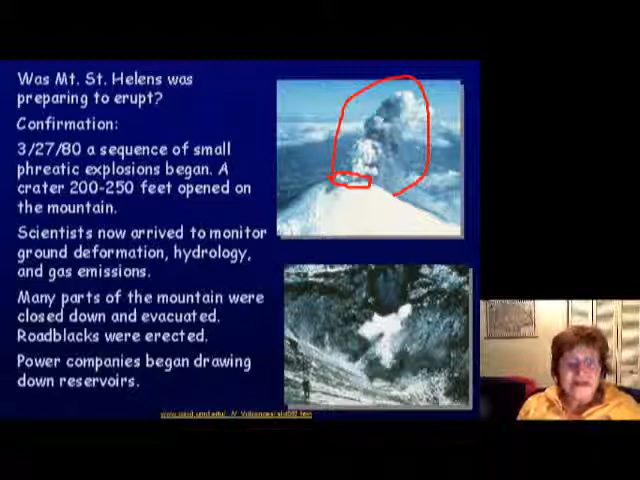 Was Mt. St. Helens was
preparing to erupt?
Confirmation:
3/27/80 a sequence of small
phreatic explosions began. A
crater 200-250 feet opened on
the mountain.
Scientists now arrived to monitor
ground deformation, hydrology,
and gas emissions.
Many parts of the mountain were
closed down and evacuated.
Roadblacks were erected.
Power companies began drawing
down reservoirs.